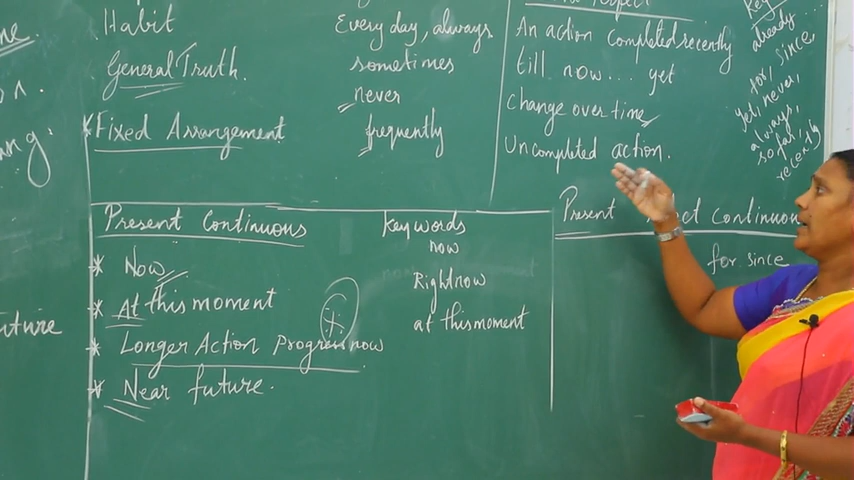 Habit
General Truth.
*Fixed Arrangement
Every day, always
sometimes
never
frequently
An action completed recently
till now... yet
change over time
Uncompleted action.
already
for, since,
yet, never,
always,
so far,
recently
Present Continuous
* Now
* At this moment
* Longer Action Progress now
* Near future.
Keywords
now
Right now
at this moment
Present
for since